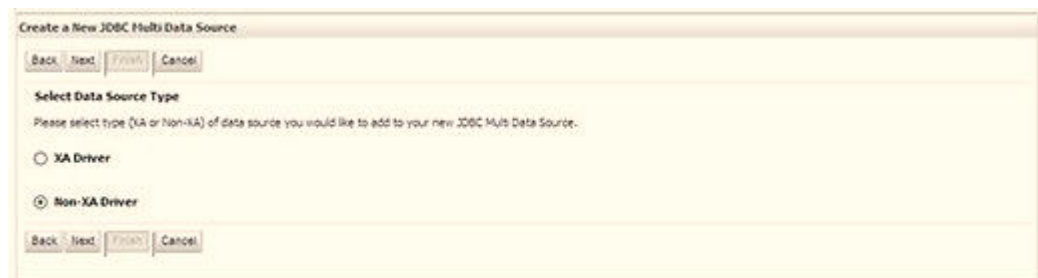 Create a New JDBC Multi Data Source
Back Next Finish Cancel
Select Data Source Type
Please select type (XA or Non-XA) of data source you would like to add to your new JDBC Multi Data Source.
XA Driver
Non-XA Driver
Back Next Finish Cancel